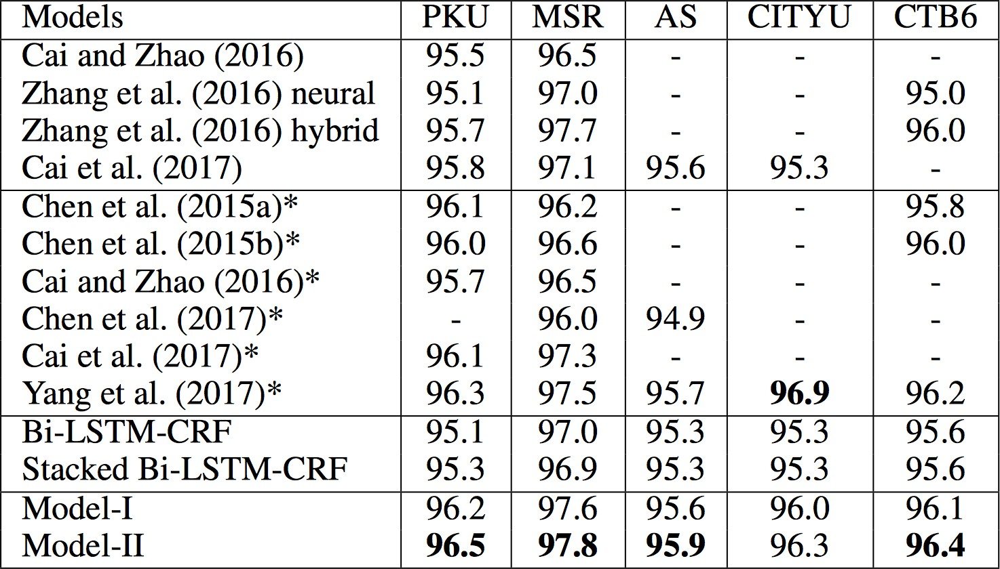 Models PKU MSR AS CITYU CTB6
Cai and Zhao (2016) 95.5 96.5 - - -
Zhang et al. (2016) neural 95.1 97.0 - - 95.0
Zhang et al. (2016) hybrid 95.7 97.7 - - 96.0
Cai et al. (2017) 95.8 97.1 95.6 95.3 -
Chen et al. (2015a)* 96.1 96.2 - - 95.8
Chen et al. (2015b)* 96.0 96.6 - - 96.0
Cai and Zhao (2016)* 95.7 96.5 - - -
Chen et al. (2017)* - 96.0 94.9 - -
Cai et al. (2017)* 96.1 97.3 - - -
Yang et al. (2017)* 96.3 97.5 95.7 96.9 96.2
Bi-LSTM-CRF 95.1 97.0 95.3 95.3 95.6
Stacked Bi-LSTM-CRF 95.3 96.9 95.3 95.3 95.6
Model-I 96.2 97.6 95.6 96.0 96.1
Model-II 96.5 97.8 95.9 96.3 96.4